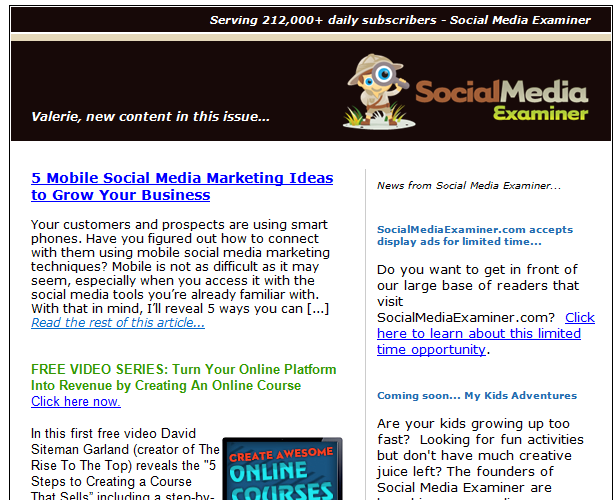 Serving 212,000+ daily subscribers - Social Media Examiner
Valerie, new content in this issue...
SocialMedia
Examiner
5 Mobile Social Media Marketing Ideas
to Grow Your Business
Your customers and prospects are using smart
phones. Have you figured out how to connect
with them using mobile social media marketing
techniques? Mobile is not as difficult as it may
seem, especially when you access it with the
social media tools you’re already familiar with.
With that in mind, I’ll reveal 5 ways you can [...]
Read the rest of this article...
FREE VIDEO SERIES: Turn Your Online Platform
Into Revenue by Creating An Online Course
Click here now.
In this first free video David
Siteman Garland (creator of The
Rise To The Top) reveals the "5
Steps to Creating a Course
That Sells” including a step-by-
CREATE AWESOME
ONLINE
COURSES
News from Social Media Examiner...
SocialMediaExaminer.com accepts
display ads for limited time...
Do you want to get in front of
our large base of readers that
visit
SocialMediaExaminer.com? Click
here to learn about this limited
time opportunity.
Coming soon... My Kids Adventures
Are your kids growing up too
fast? Looking for fun activities
but don't have much creative
juice left? The founders of
Social Media Examiner are